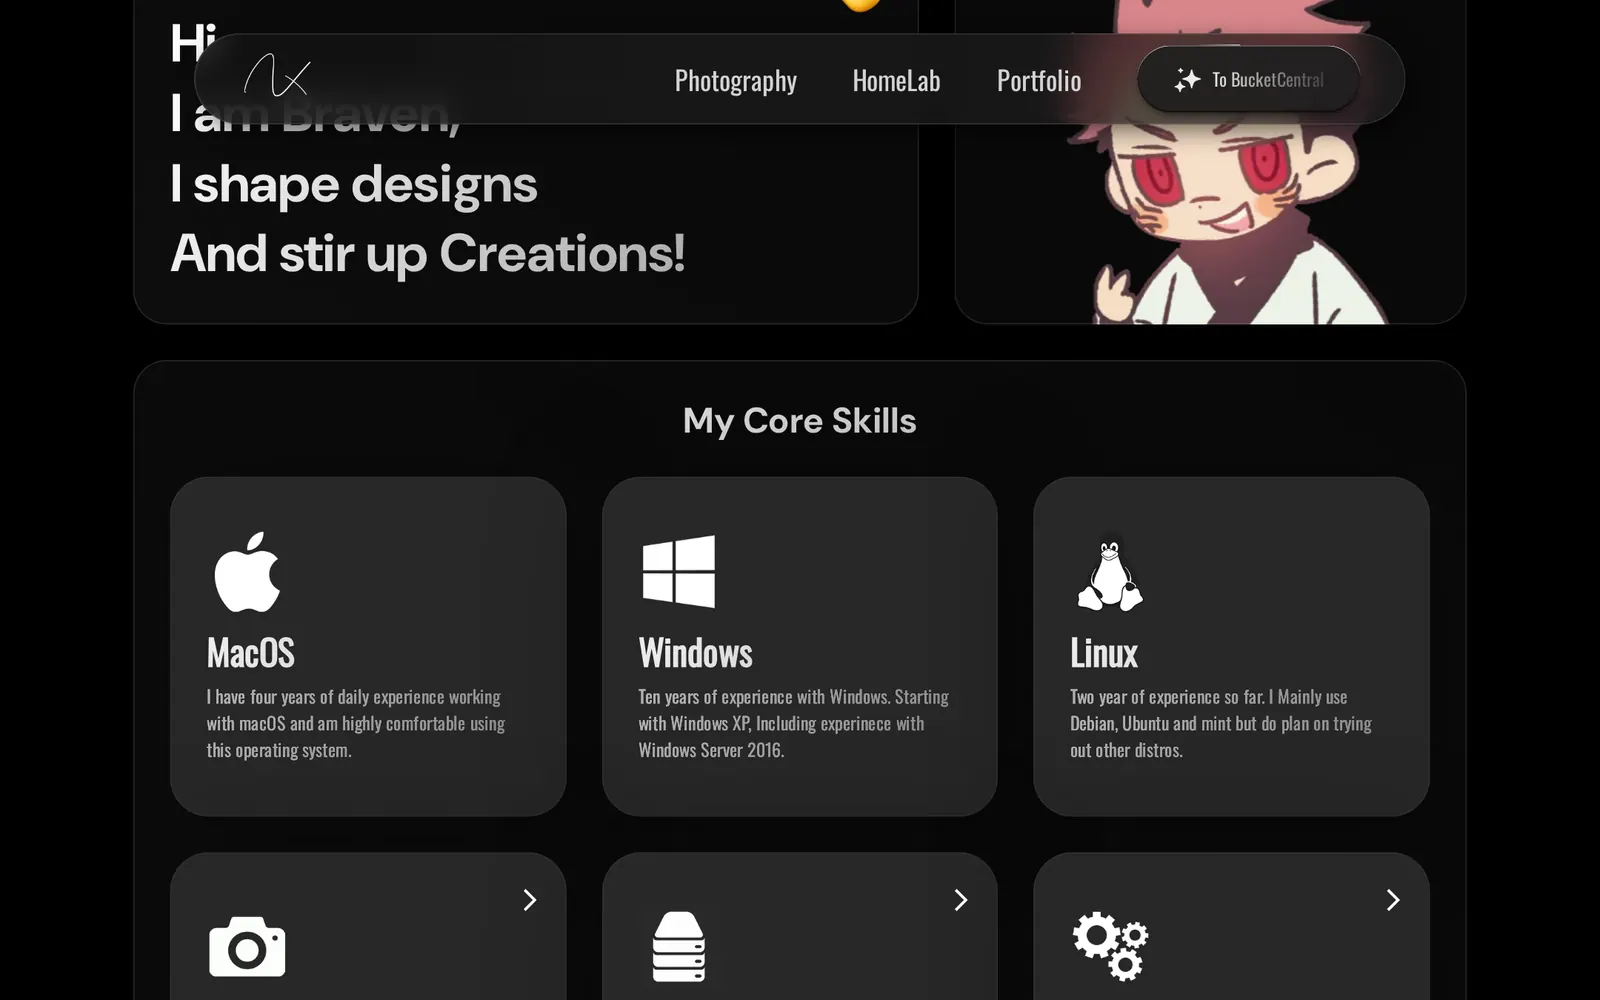 Hi
I am Braven,
I shape designs
And stir up Creations!
Photography
HomeLab
Portfolio
To BucketCentral
My Core Skills
MacOS
I have four years of daily experience working
with macOS and am highly comfortable using
this operating system.
Windows
Ten years of experience with Windows. Starting
with Windows XP, Including experinece with
Windows Server 2016.
Linux
Two year of experience so far. I Mainly use
Debian, Ubuntu and mint but do plan on trying
out other distros.